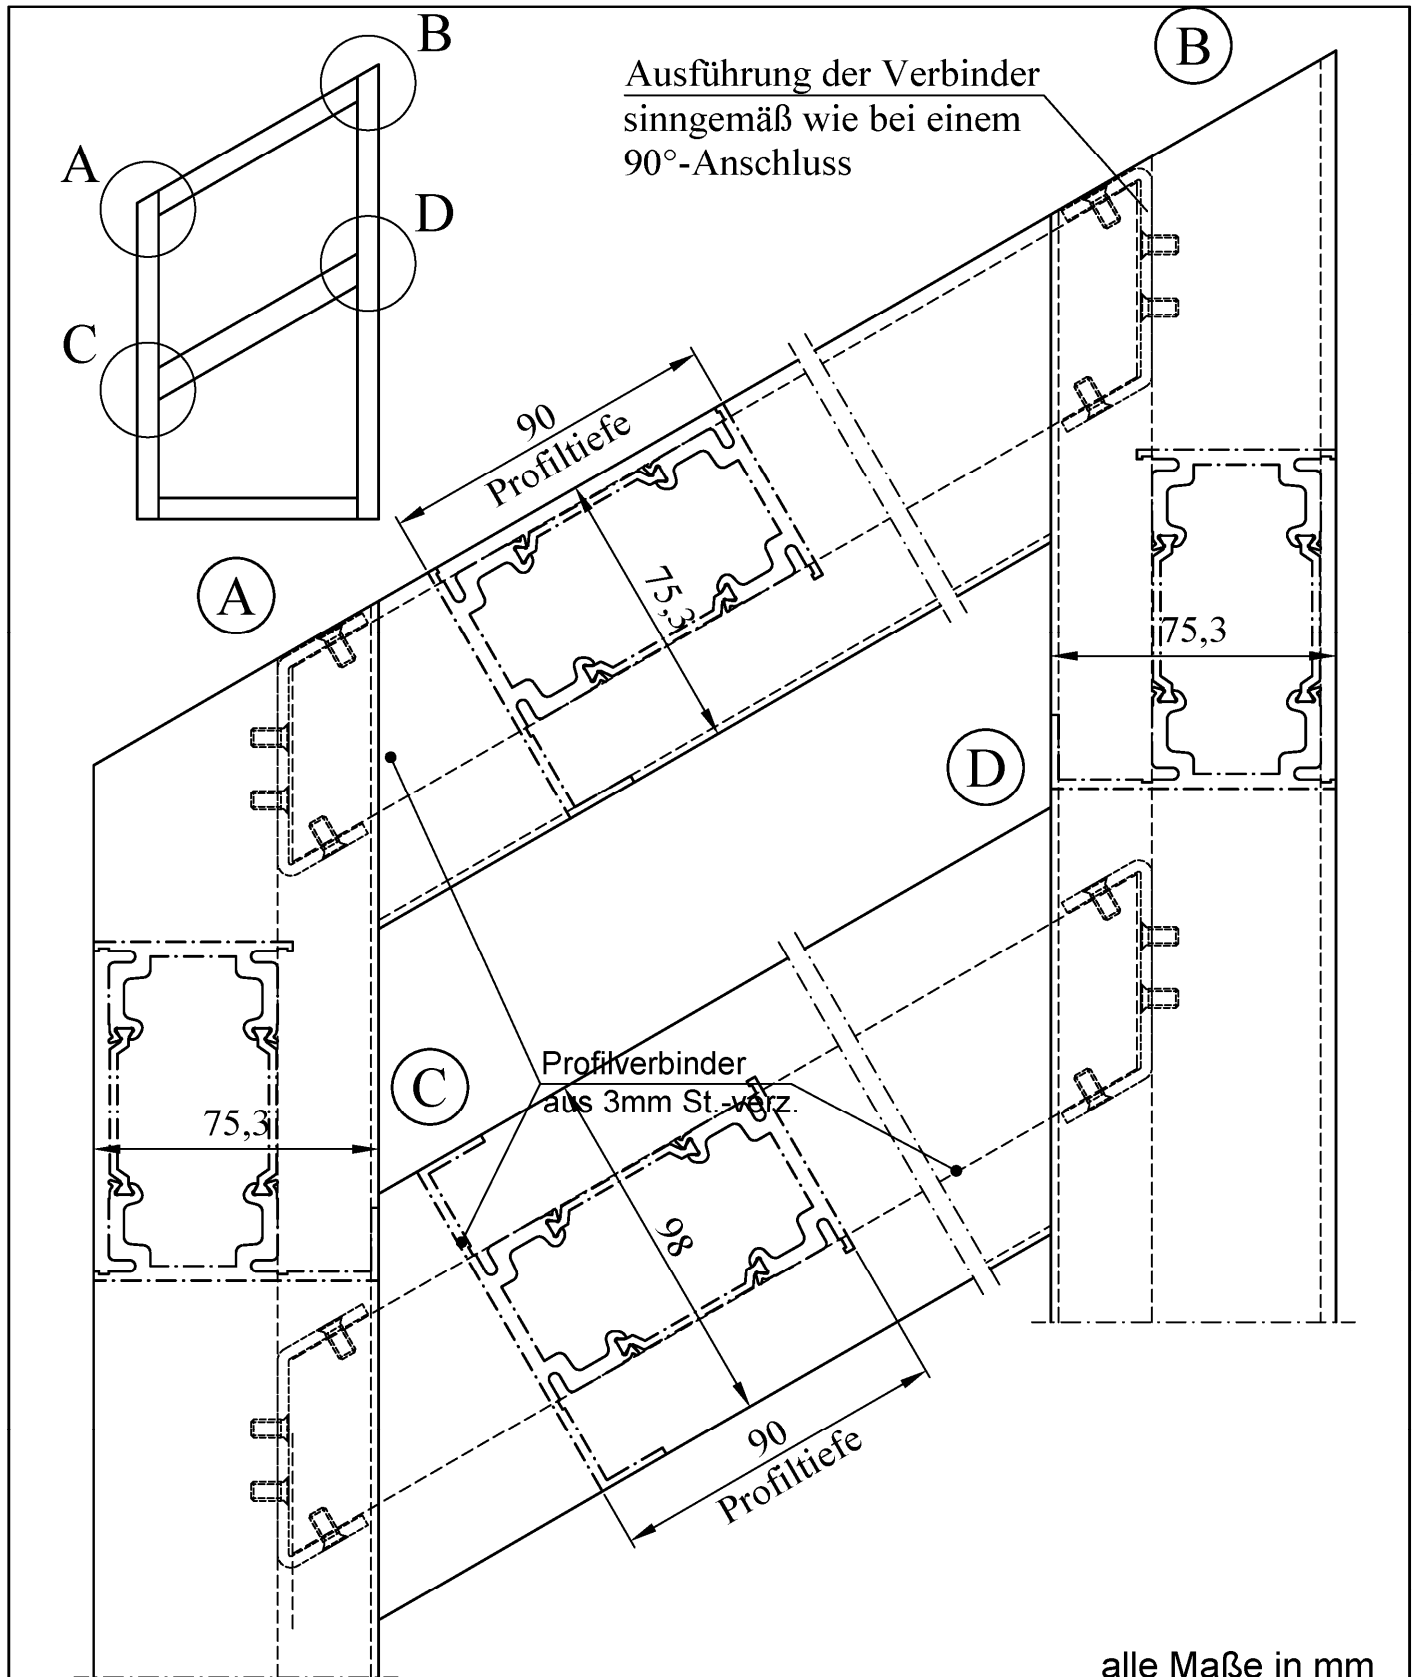 B
A
D
C
Ausführung der Verbinder
sinngemäß wie bei einem
90°-Anschluss
B
90
Profiltiefe
75,3
A
75,3
D
C
Profilverbinder
aus 3mm St.-verz.
75,3
98
90
Profiltiefe
alle Maße in mm